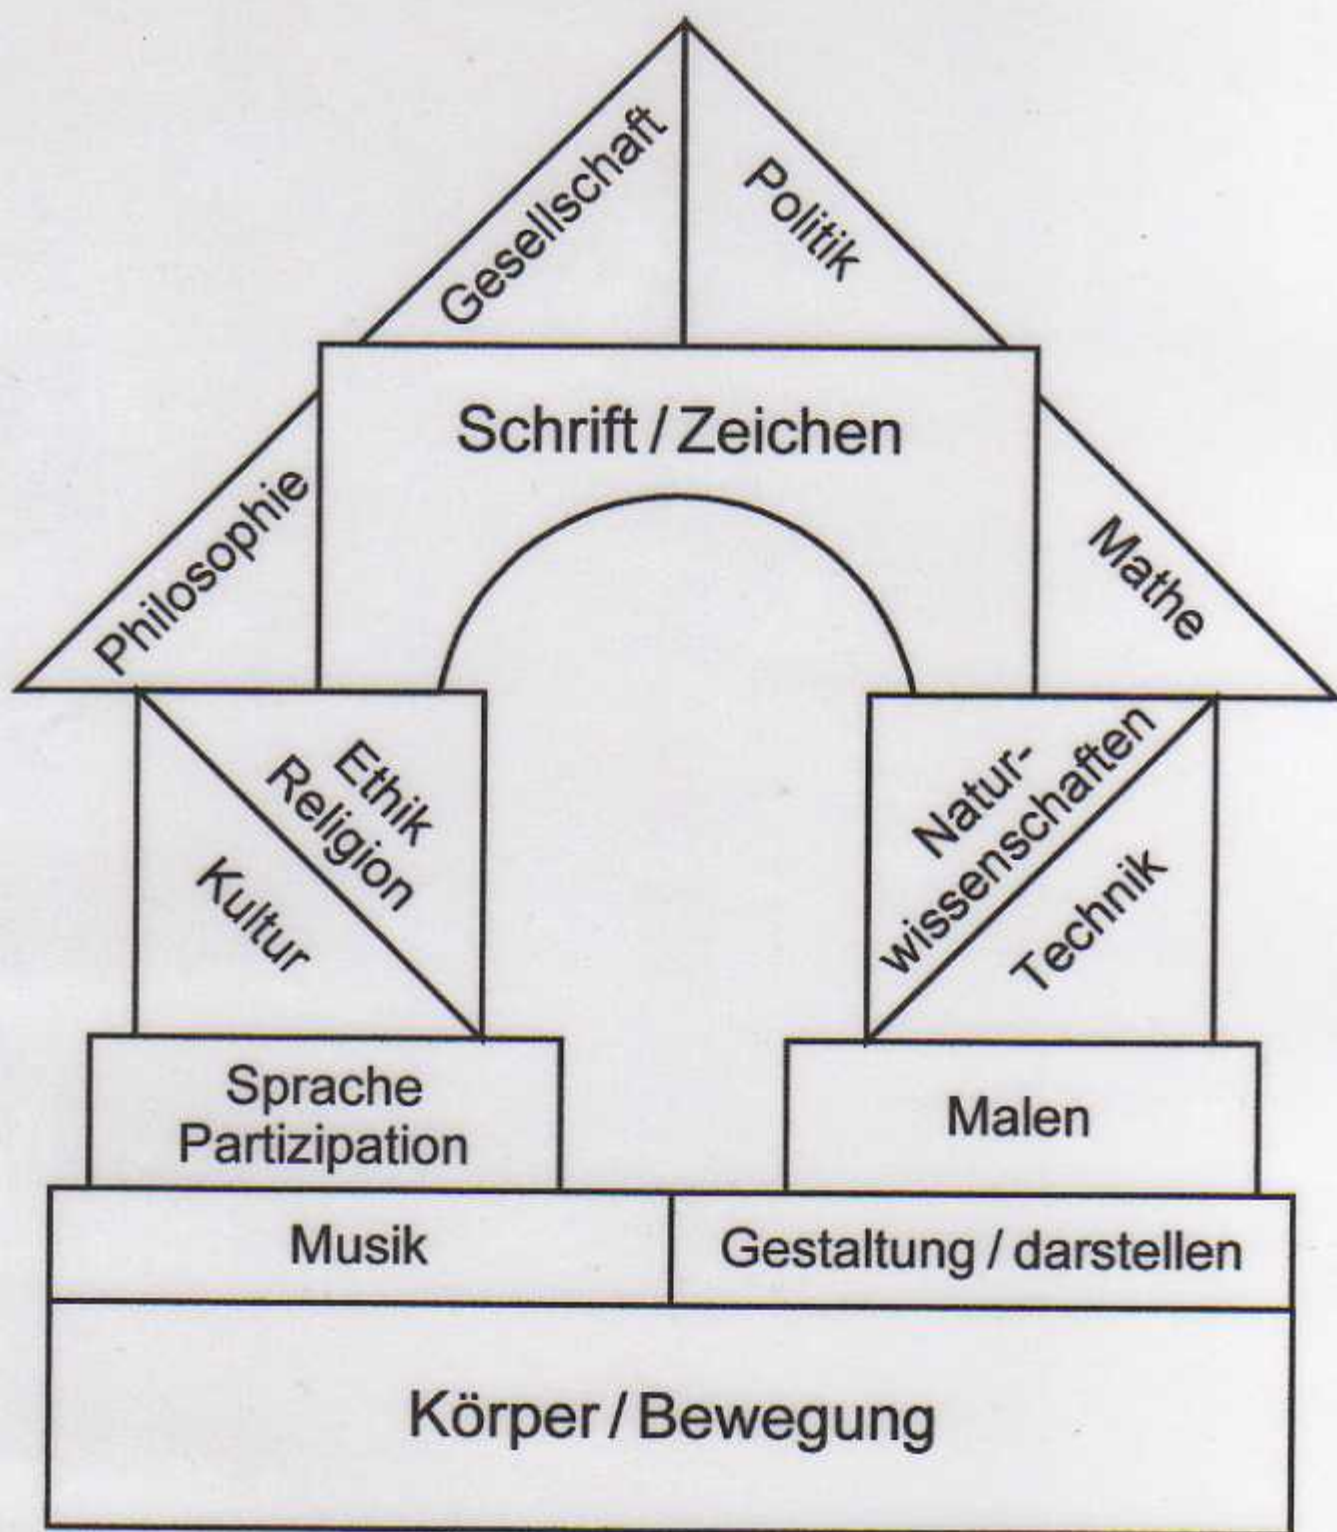 Gesellschaft
Politik
Schrift / Zeichen
Philosophie
Mathe
Ethik
Religion
Kultur
Natur-
wissenschaften
Technik
Sprache
Partizipation
Malen
Musik
Gestaltung / darstellen
Körper / Bewegung